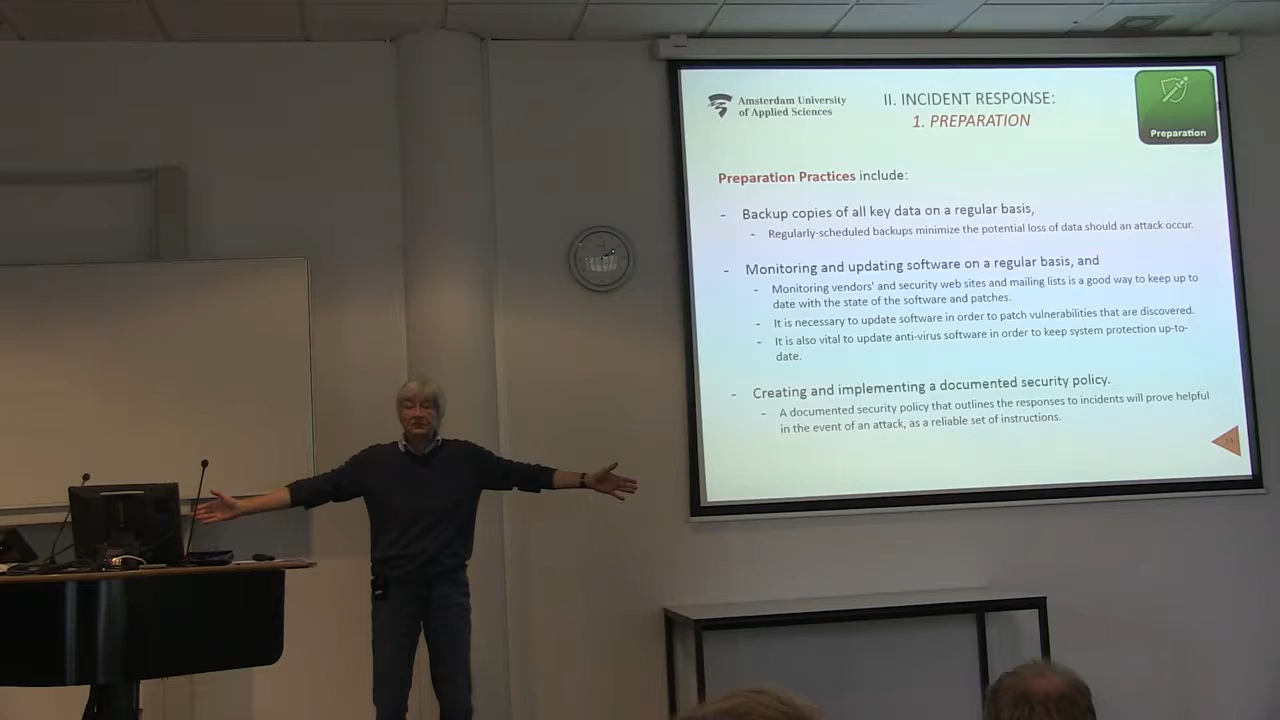 Amsterdam University
of Applied Sciences
II. INCIDENT RESPONSE:
1. PREPARATION
Preparation
Preparation Practices include:
- Backup copies of all key data on a regular basis,
- Regularly-scheduled backups minimize the potential loss of data should an attack occur.
- Monitoring and updating software on a regular basis, and
- Monitoring vendors' and security web sites and mailing lists is a good way to keep up to
date with the state of the software and patches.
- It is necessary to update software in order to patch vulnerabilities that are discovered.
- It is also vital to update anti-virus software in order to keep system protection up-to-
date.
- Creating and implementing a documented security policy.
- A documented security policy that outlines the responses to incidents will prove helpful
in the event of an attack, as a reliable set of instructions.